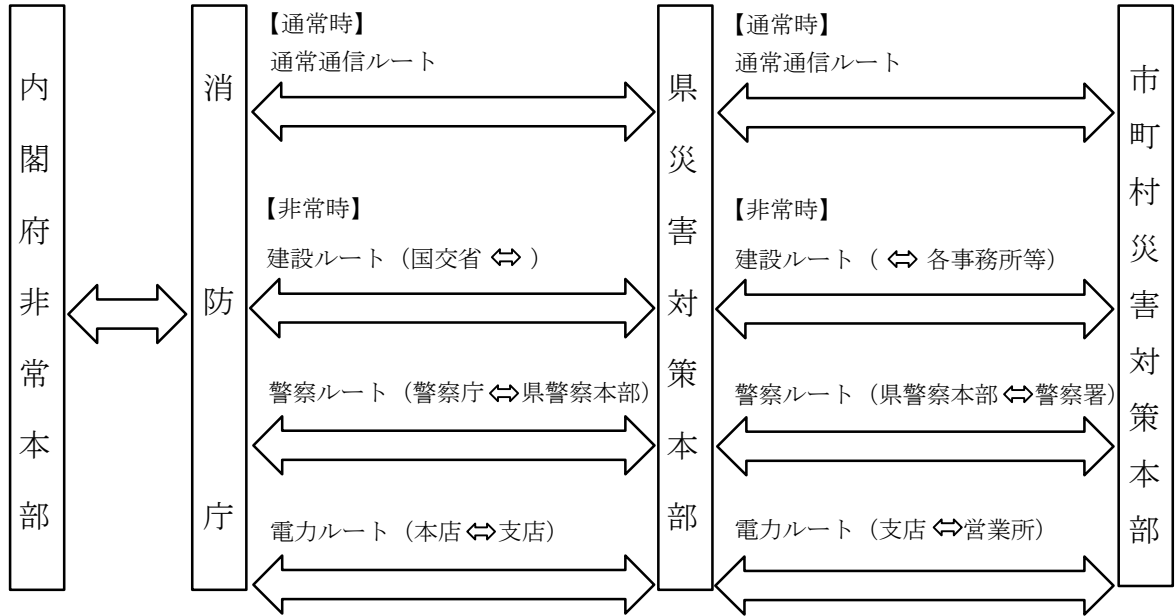 内閣府非常本部
消防庁
【通常時】
通常通信ルート
【非常時】
建設ルート（国交省 ⇔ ）
警察ルート（警察庁⇔県警察本部）
電力ルート（本店⇔支店）
県災害対策本部
【通常時】
通常通信ルート
【非常時】
建設ルート（ ⇔ 各事務所等）
警察ルート（県警察本部⇔警察署）
電力ルート（支店⇔営業所）
市町村災害対策本部